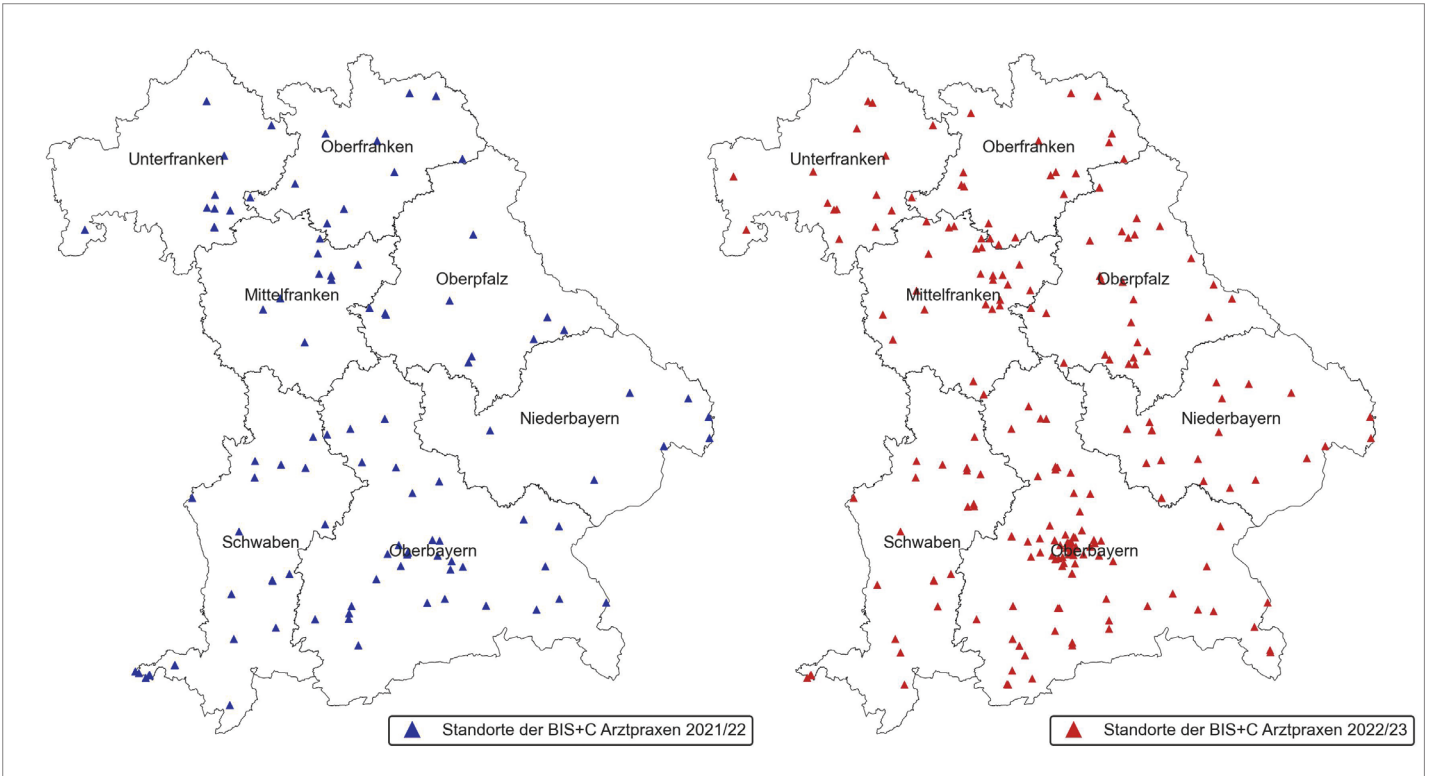 Unterfranken
Oberfranken
Mittelfranken
Oberpfalz
Niederbayern
Schwaben
Oberbayern
Standorte der BIS+C Arztpraxen 2021/22
Unterfranken
Oberfranken
Mittelfranken
Oberpfalz
Niederbayern
Schwaben
Oberbayern
Standorte der BIS+C Arztpraxen 2022/23